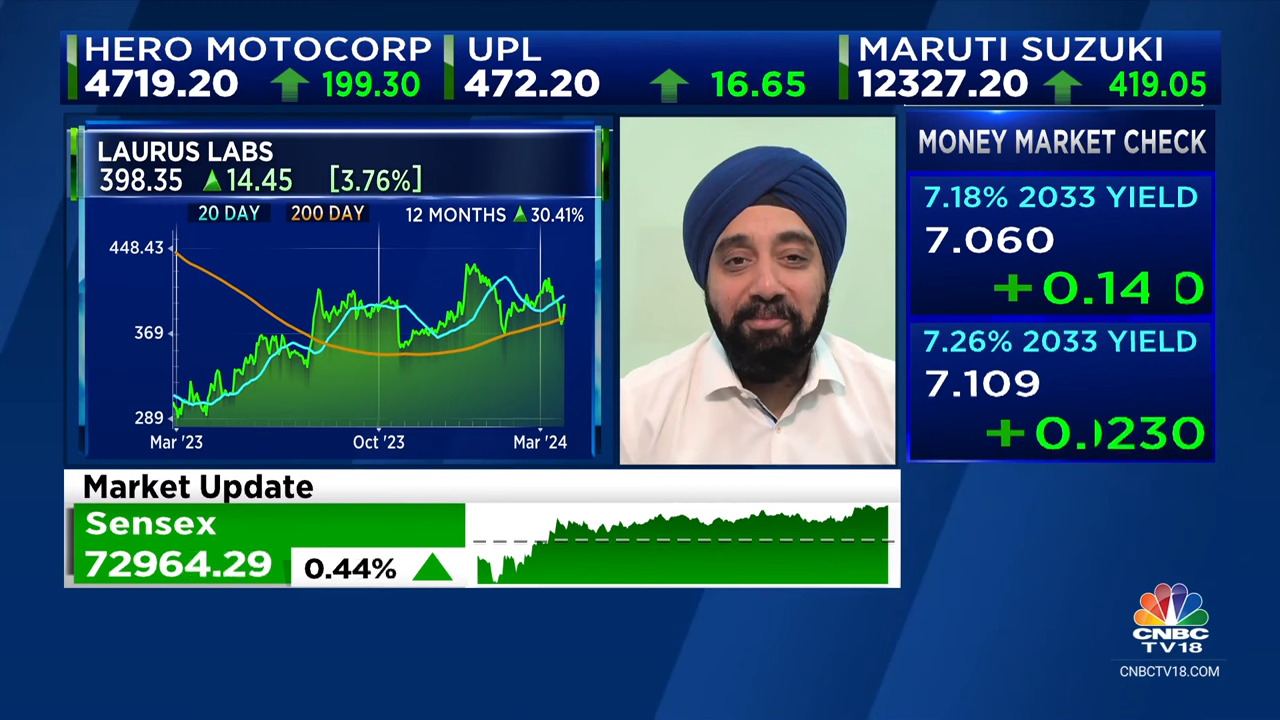 HERO MOTOCORP
4719.20 199.30
UPL
472.20 16.65
MARUTI SUZUKI
12327.20 419.05
LAURUS LABS
398.35 14.45 [3.76%]
20 DAY 200 DAY 12 MONTHS 30.41%
448.43
369
289
Mar '23 Oct '23 Mar '24
MONEY MARKET CHECK
7.18% 2033 YIELD
7.060
7.26% 2033 YIELD
7.109
Market Update
Sensex
72964.29 0.44%
CNBC
TV18
CNBCTV18.COM